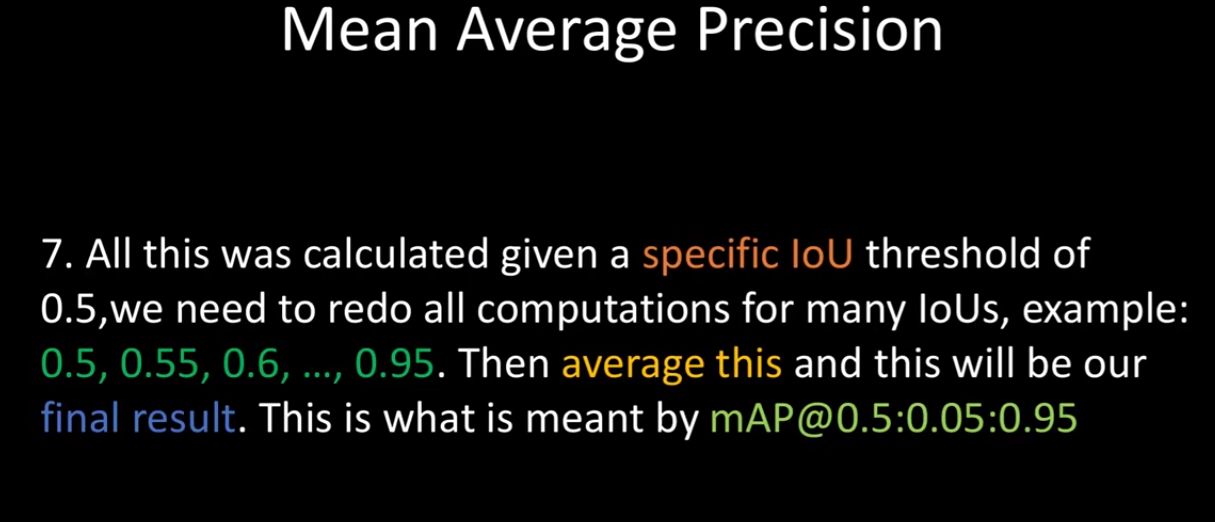 Mean Average Precision
7. All this was calculated given a specific IoU threshold of
0.5,we need to redo all computations for many IoUs, example:
0.5, 0.55, 0.6, ..., 0.95. Then average this and this will be our
final result. This is what is meant by mAP@0.5:0.05:0.95